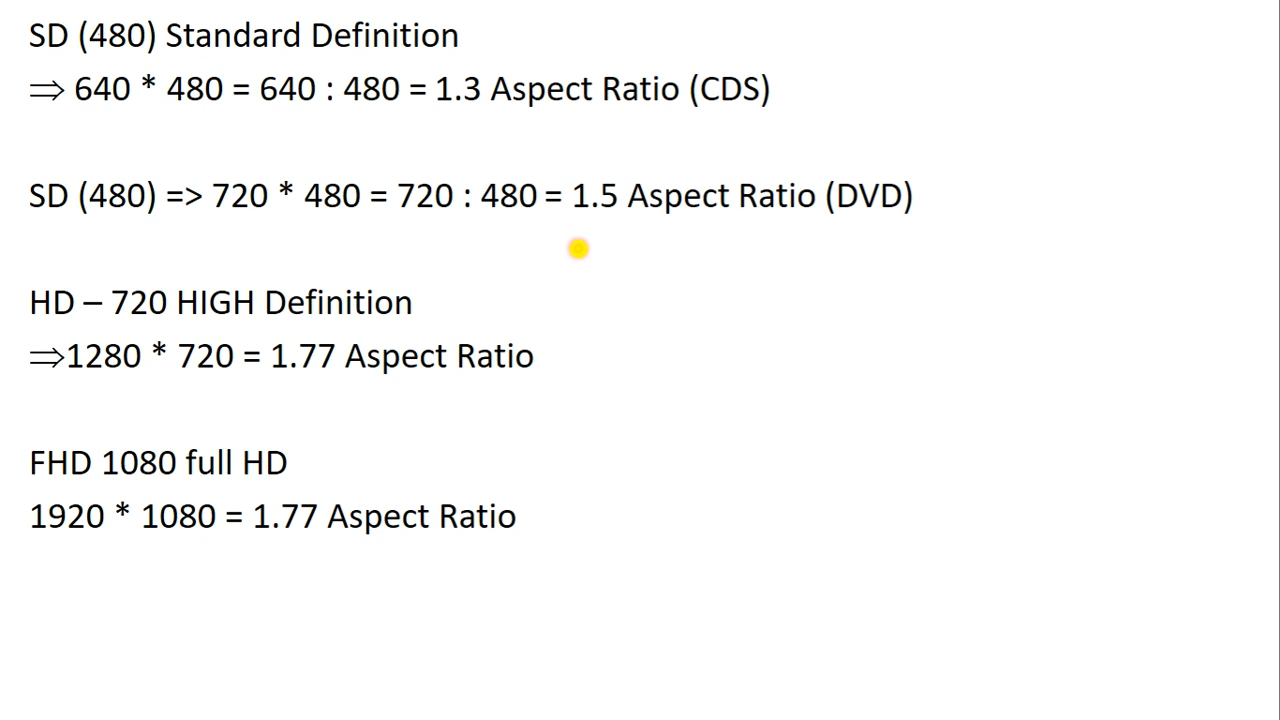 SD (480) Standard Definition
⇒ 640 * 480 = 640 : 480 = 1.3 Aspect Ratio (CDS)
SD (480) => 720 * 480 = 720 : 480 = 1.5 Aspect Ratio (DVD)
HD – 720 HIGH Definition
⇒1280 * 720 = 1.77 Aspect Ratio
FHD 1080 full HD
1920 * 1080 = 1.77 Aspect Ratio